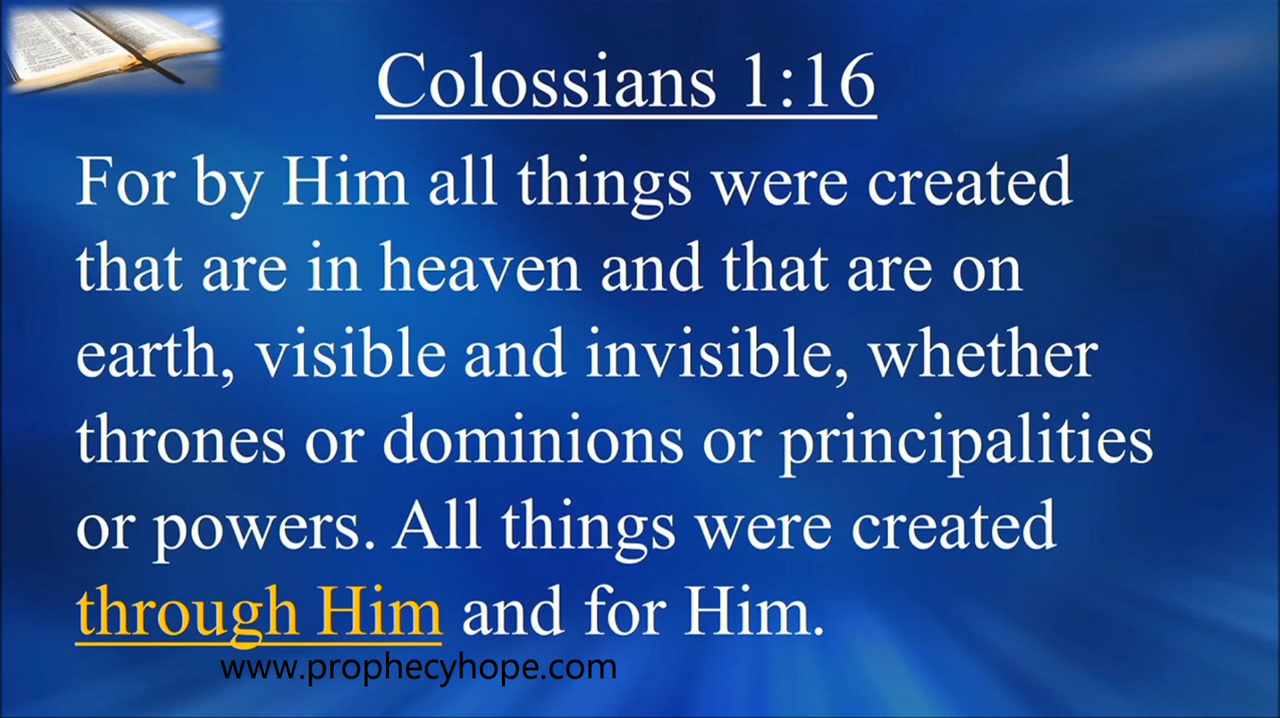 Colossians 1:16
For by Him all things were created
that are in heaven and that are on
earth, visible and invisible, whether
thrones or dominions or principalities
or powers. All things were created
through Him and for Him.
www.prophecyhope.com